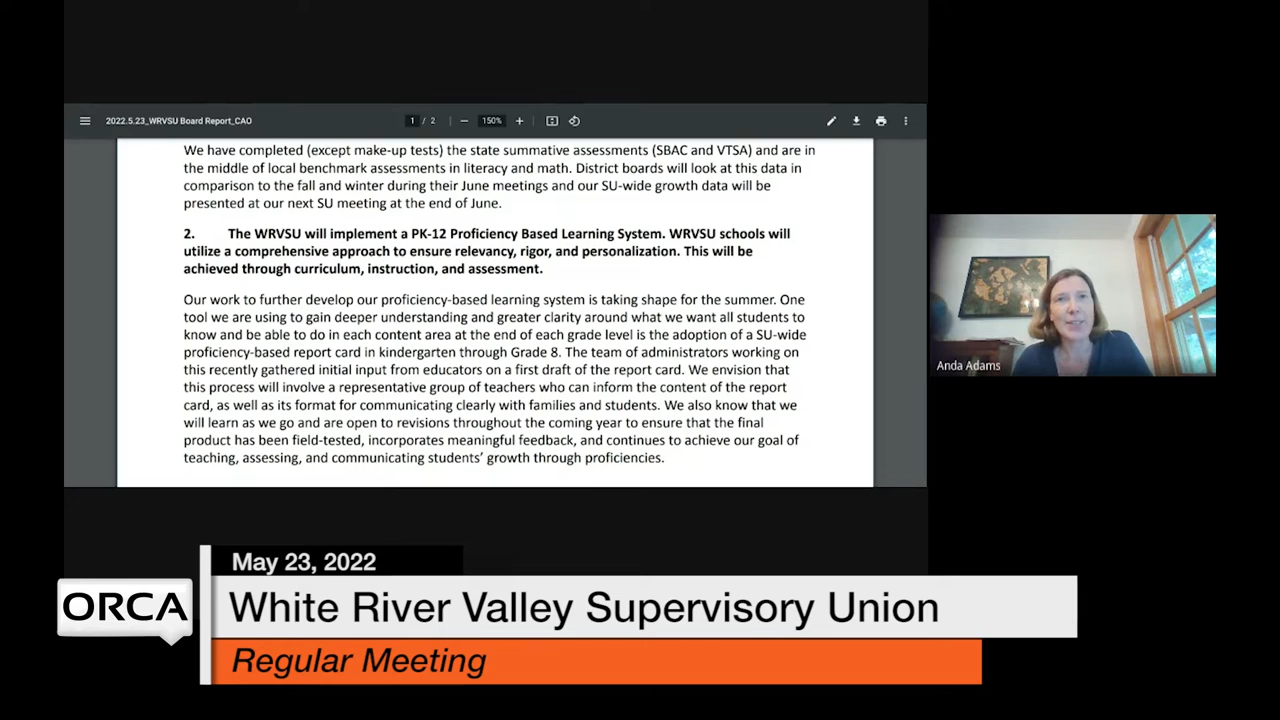 2022.5.23_WRVSU Board Report_CAO
1 / 2
150%
We have completed (except make-up tests) the state summative assessments (SBAC and VTSA) and are in
the middle of local benchmark assessments in literacy and math. District boards will look at this data in
comparison to the fall and winter during their June meetings and our SU-wide growth data will be
presented at our next SU meeting at the end of June.
2. The WRVSU will implement a PK-12 Proficiency Based Learning System. WRVSU schools will
utilize a comprehensive approach to ensure relevancy, rigor, and personalization. This will be
achieved through curriculum, instruction, and assessment.
Our work to further develop our proficiency-based learning system is taking shape for the summer. One
tool we are using to gain deeper understanding and greater clarity around what we want all students to
know and be able to do in each content area at the end of each grade level is the adoption of a SU-wide
proficiency-based report card in kindergarten through Grade 8. The team of administrators working on
this recently gathered initial input from educators on a first draft of the report card. We envision that
this process will involve a representative group of teachers who can inform the content of the report
card, as well as its format for communicating clearly with families and students. We also know that we
will learn as we go and are open to revisions throughout the coming year to ensure that the final
product has been field-tested, incorporates meaningful feedback, and continues to achieve our goal of
teaching, assessing, and communicating students' growth through proficiencies.
Anda Adams
May 23, 2022
ORCA
White River Valley Supervisory Union
Regular Meeting